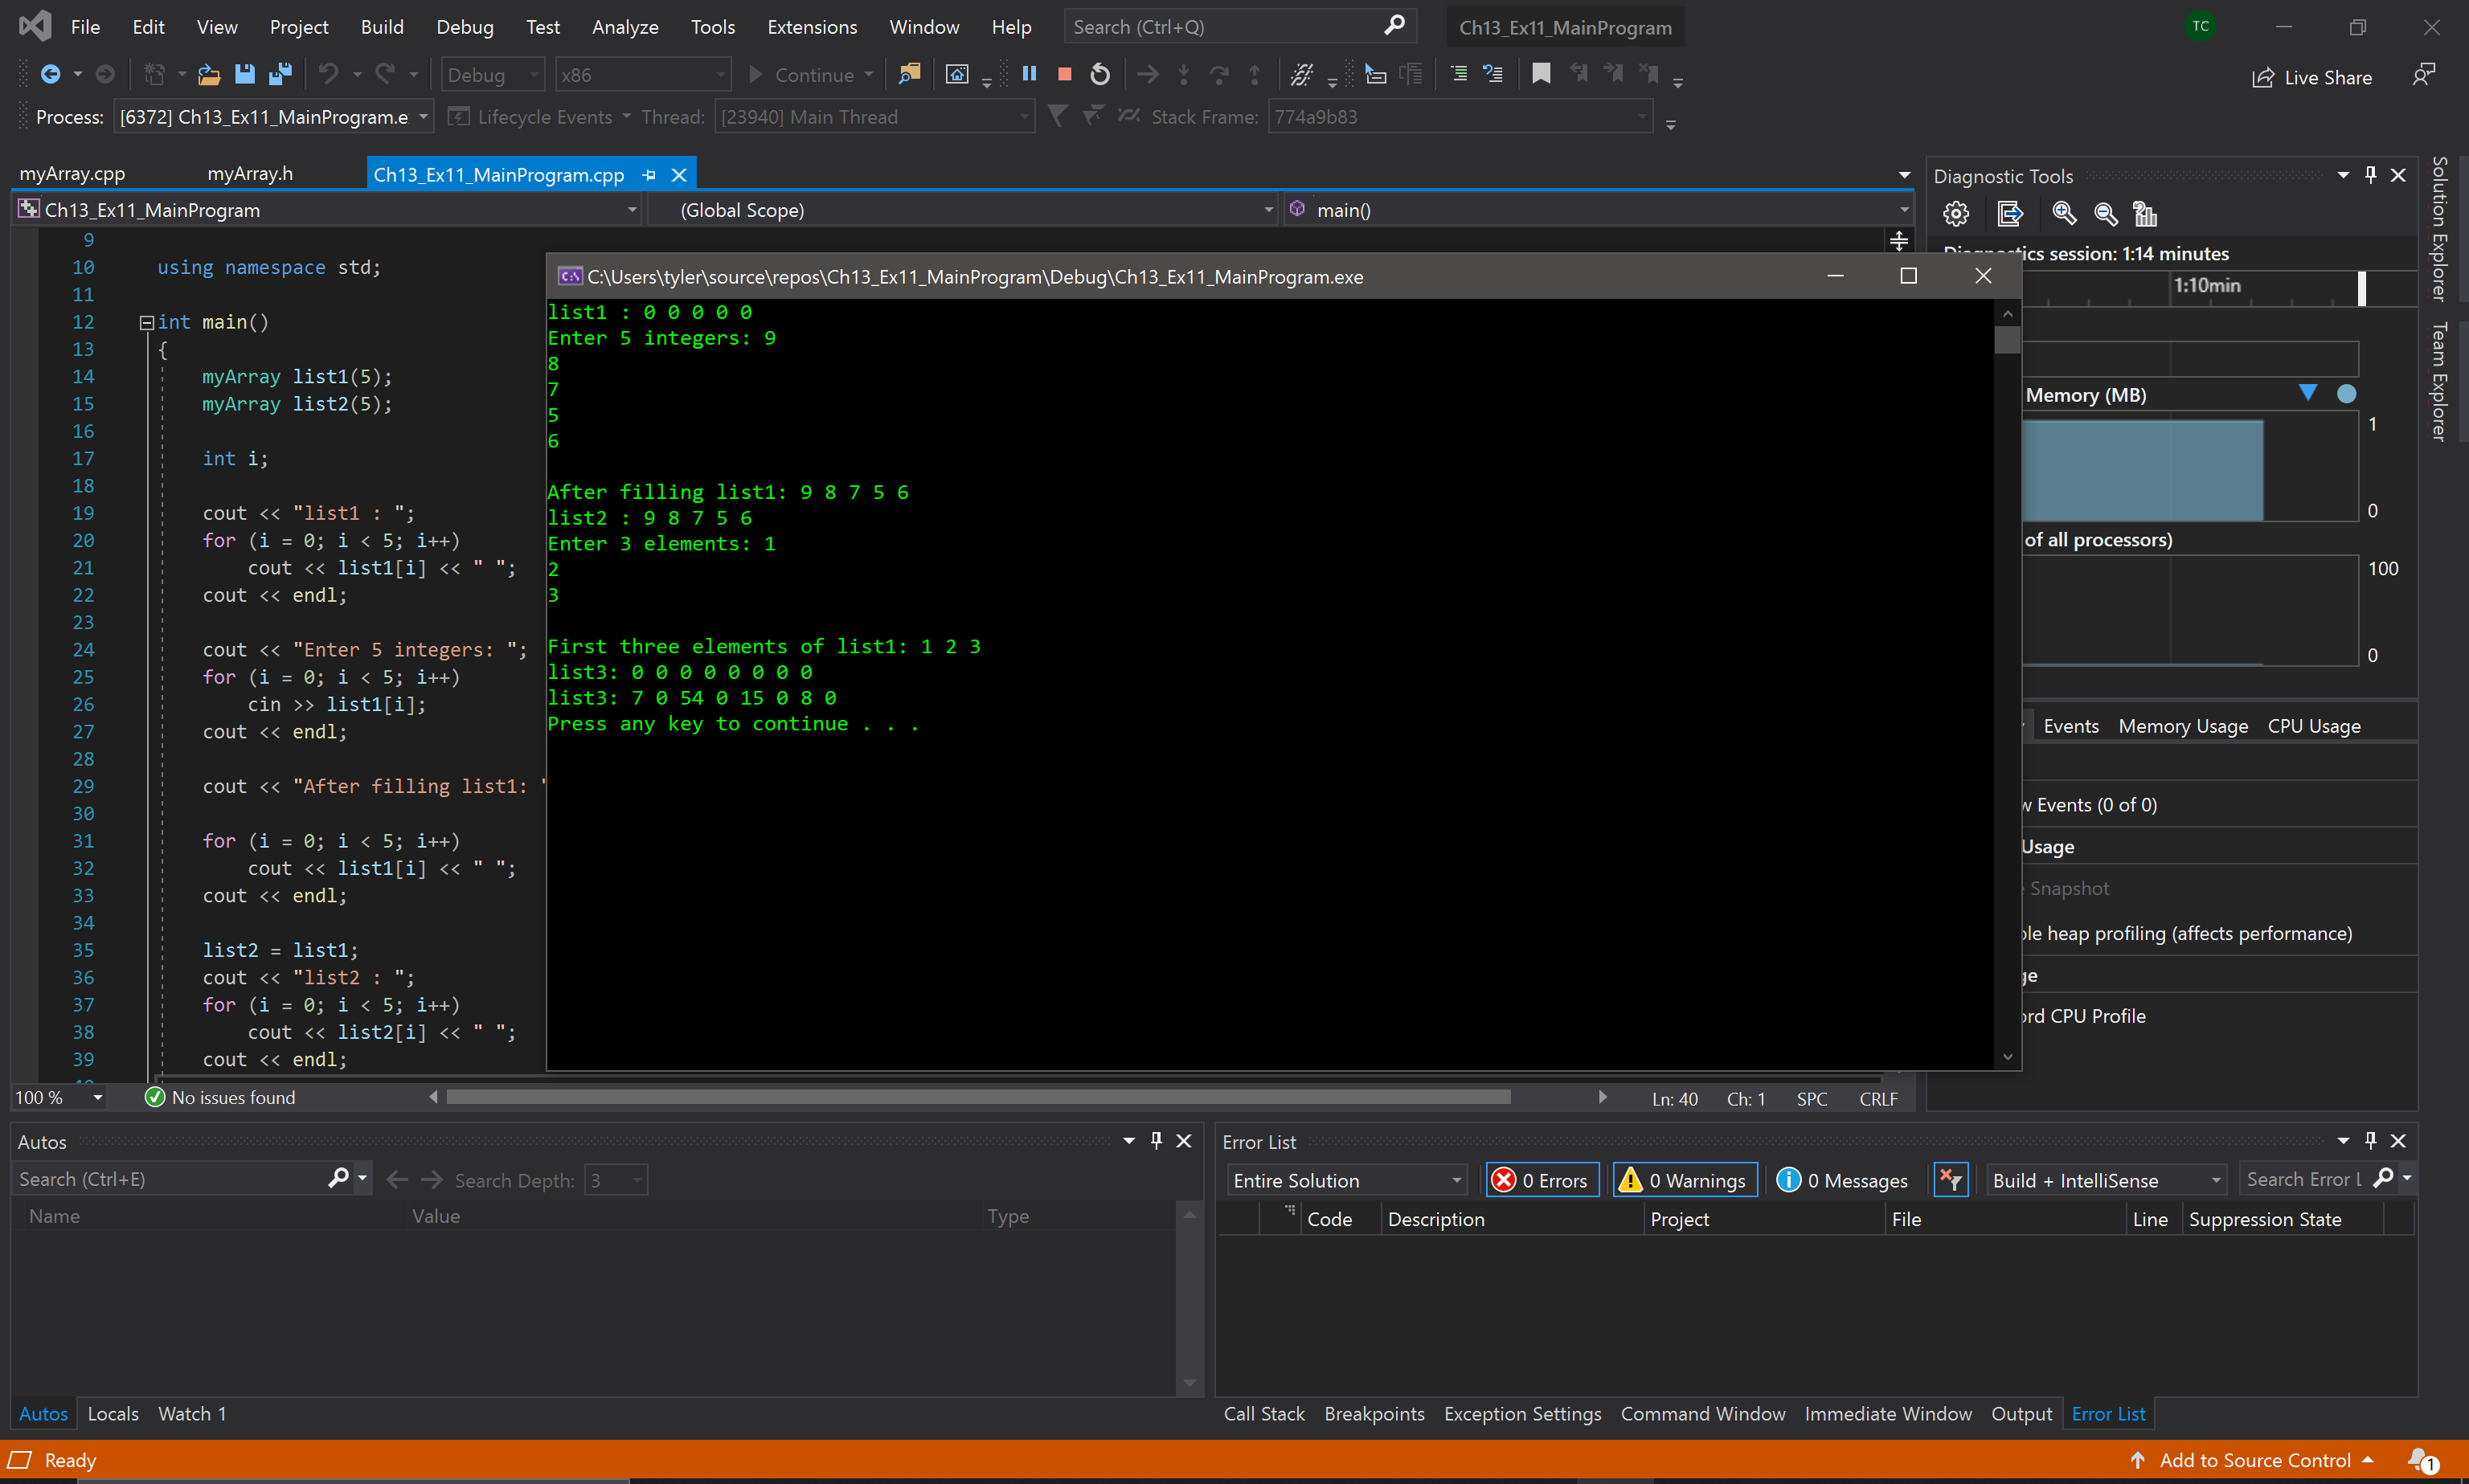 File Edit View Project Build Debug Test Analyze Tools Extensions Window Help Search (Ctrl+Q) Ch13_Ex11_MainProgram TC
Debug x86 Continue Live Share
Process: [6372] Ch13_Ex11_MainProgram.e Lifecycle Events Thread: [23940] Main Thread Stack Frame: 774a9b83
myArray.cpp myArray.h Ch13_Ex11_MainProgram.cpp
Ch13_Ex11_MainProgram (Global Scope) main()
9
10 using namespace std;
11
12 int main()
13 {
14 myArray list1(5);
15 myArray list2(5);
16
17 int i;
18
19 cout << "list1 : ";
20 for (i = 0; i < 5; i++)
21 cout << list1[i] << " ";
22 cout << endl;
23
24 cout << "Enter 5 integers: ";
25 for (i = 0; i < 5; i++)
26 cin >> list1[i];
27 cout << endl;
28
29 cout << "After filling list1: "
30
31 for (i = 0; i < 5; i++)
32 cout << list1[i] << " ";
33 cout << endl;
34
35 list2 = list1;
36 cout << "list2 : ";
37 for (i = 0; i < 5; i++)
38 cout << list2[i] << " ";
39 cout << endl;
100 % No issues found Ln: 40 Ch: 1 SPC CRLF
C:\Users\tyler\source\repos\Ch13_Ex11_MainProgram\Debug\Ch13_Ex11_MainProgram.exe
list1 : 0 0 0 0 0
Enter 5 integers: 9
8
7
5
6
After filling list1: 9 8 7 5 6
list2 : 9 8 7 5 6
Enter 3 elements: 1
2
3
First three elements of list1: 1 2 3
list3: 0 0 0 0 0 0 0 0
list3: 7 0 54 0 15 0 8 0
Press any key to continue . . .
Diagnostic Tools
session: 1:14 minutes
1:10min
Memory (MB)
1
0
of all processors)
100
0
Events Memory Usage CPU Usage
Events (0 of 0)
Usage
Snapshot
heap profiling (affects performance)
CPU Profile
Solution Explorer
Team Explorer
Autos
Search (Ctrl+E) Search Depth: 3
Name Value Type
Autos Locals Watch 1
Error List
Entire Solution 0 Errors 0 Warnings 0 Messages Build + IntelliSense Search Error L
Code Description Project File Line Suppression State
Call Stack Breakpoints Exception Settings Command Window Immediate Window Output Error List
Ready Add to Source Control 1